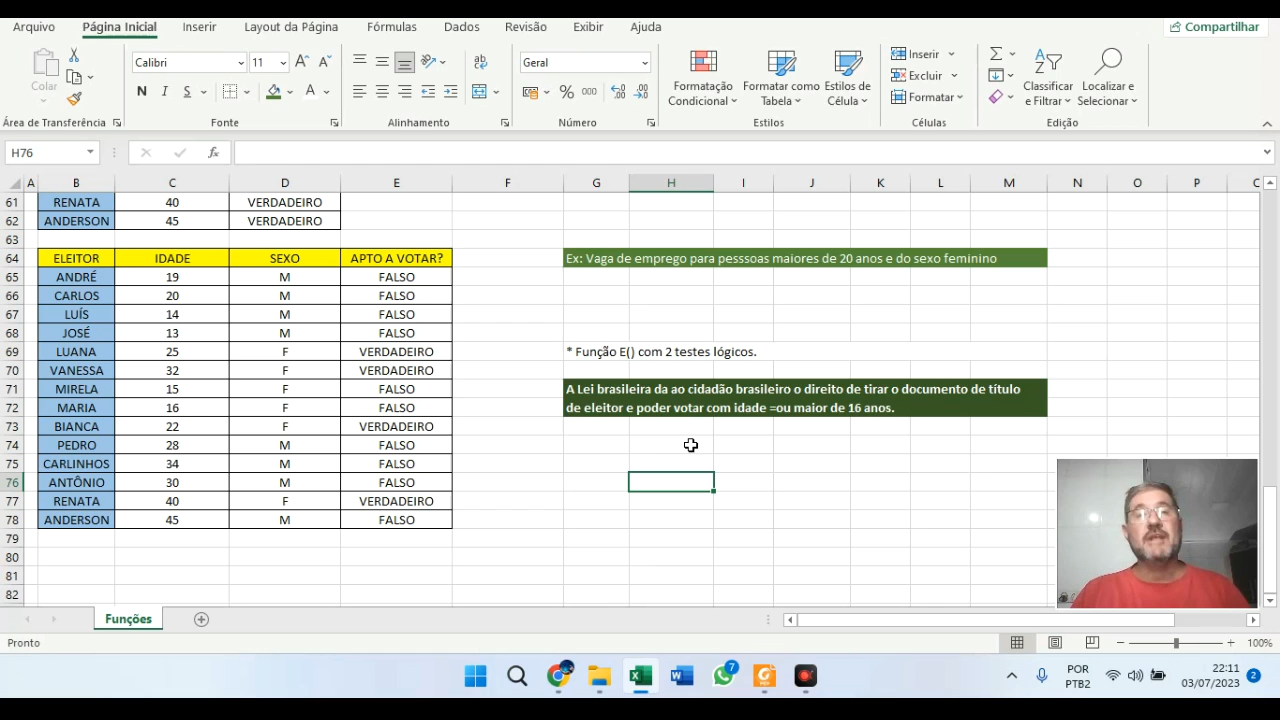 Arquivo Página Inicial Inserir Layout da Página Fórmulas Dados Revisão Exibir Ajuda Compartilhar
Colar
Calibri 11
N I S
ab
Geral
% 000
Formatação Condicional
Formatar como Tabela
Estilos de Célula
Inserir
Excluir
Formatar
Classificar e Filtrar
Localizar e Selecionar
Área de Transferência Fonte Alinhamento Número Estilos Células Edição
H76 fx
A B C D E F G H I J K L M N O P
61 RENATA 40 VERDADEIRO
62 ANDERSON 45 VERDADEIRO
63
64 ELEITOR IDADE SEXO APTO A VOTAR? Ex: Vaga de emprego para pesssoas maiores de 20 anos e do sexo feminino
65 ANDRÉ 19 M FALSO
66 CARLOS 20 M FALSO
67 LUÍS 14 M FALSO
68 JOSÉ 13 M FALSO
69 LUANA 25 F VERDADEIRO * Função E() com 2 testes lógicos.
70 VANESSA 32 F VERDADEIRO
71 MIRELA 15 F FALSO A Lei brasileira da ao cidadão brasileiro o direito de tirar o documento de título
72 MARIA 16 F FALSO de eleitor e poder votar com idade =ou maior de 16 anos.
73 BIANCA 22 F VERDADEIRO
74 PEDRO 28 M FALSO
75 CARLINHOS 34 M FALSO
76 ANTÔNIO 30 M FALSO
77 RENATA 40 F VERDADEIRO
78 ANDERSON 45 M FALSO
79
80
81
82
Funções
Pronto 100%
7
POR
PTB2
22:11
03/07/2023
2